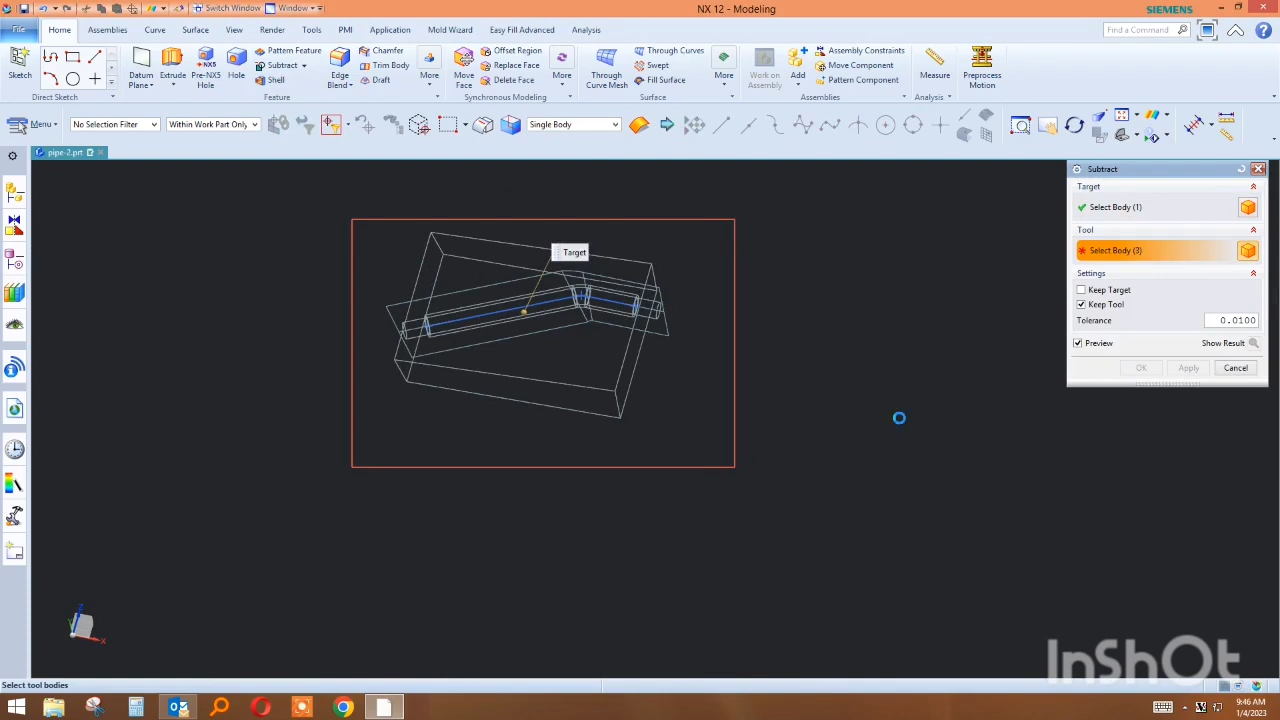 Switch Window
Window
NX 12 - Modeling
SIEMENS
File
Home
Assemblies
Curve
Surface
View
Render
Tools
PMI
Application
Mold Wizard
Easy Fill Advanced
Analysis
Find a Command
Sketch
Direct Sketch
Datum Plane
Extrude
Pre-NX5 Hole
Hole
Pattern Feature
Subtract
Shell
Edge Blend
Chamfer
Trim Body
Draft
More
Feature
Move Face
Offset Region
Replace Face
Delete Face
More
Synchronous Modeling
Through Curve Mesh
Through Curves
Swept
Fill Surface
More
Surface
Work on Assembly
Add
Assembly Constraints
Move Component
Pattern Component
Assemblies
Measure
Analysis
Preprocess Motion
Menu
No Selection Filter
Within Work Part Only
Single Body
pipe-2.prt
Target
Subtract
Target
Select Body (1)
Tool
Select Body (3)
Settings
Keep Target
Keep Tool
Tolerance 0.0100
Preview Show Result
OK Apply Cancel
X
InShOt
Select tool bodies
9:46 AM
1/4/2023